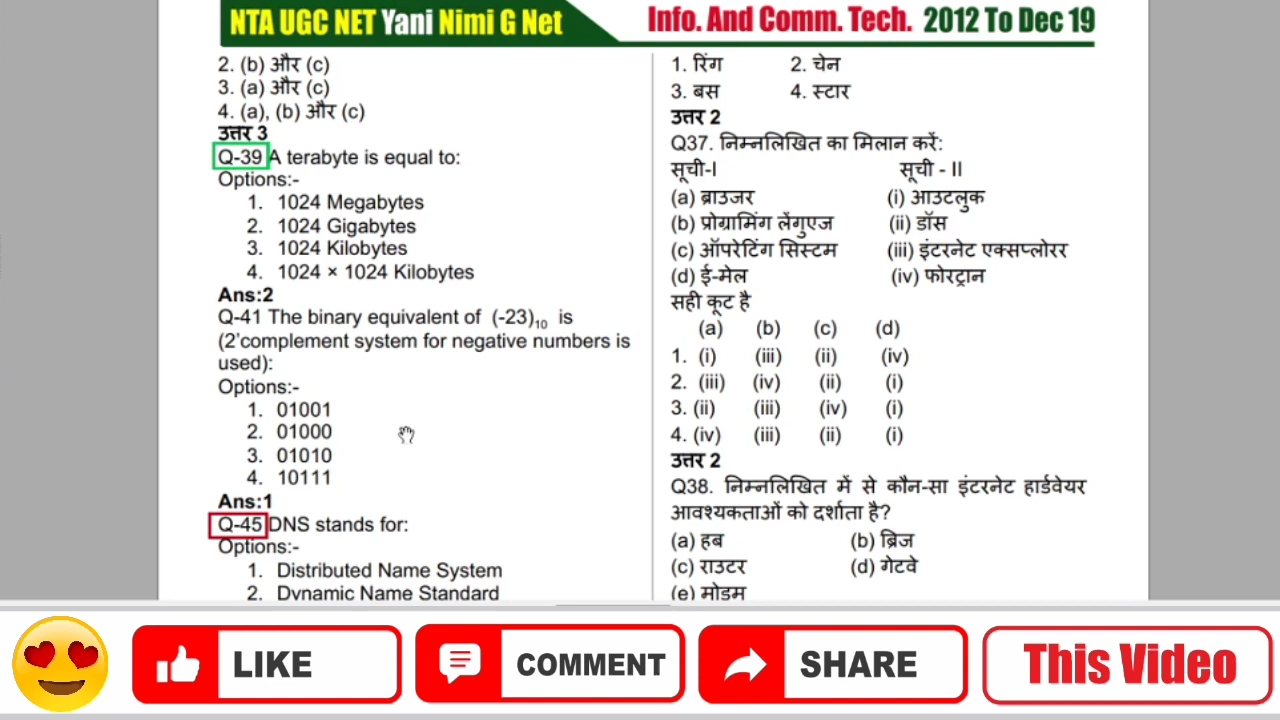 NTA UGC NET Yani Nimi G Net
Info. And Comm. Tech. 2012 To Dec 19
2. (b) और (c)
3. (a) और (c)
4. (a), (b) और (c)
उत्तर 3
Q-39 A terabyte is equal to:
Options:-
1. 1024 Megabytes
2. 1024 Gigabytes
3. 1024 Kilobytes
4. 1024 × 1024 Kilobytes
Ans:2
Q-41 The binary equivalent of (-23)₁₀ is
(2'complement system for negative numbers is
used):
Options:-
1. 01001
2. 01000
3. 01010
4. 10111
Ans:1
Q-45 DNS stands for:
Options:-
1. Distributed Name System
2. Dynamic Name Standard
1. रिंग 2. चेन
3. बस 4. स्टार
उत्तर 2
Q37. निम्नलिखित का मिलान करें:
सूची-I सूची - II
(a) ब्राउजर (i) आउटलुक
(b) प्रोग्रामिंग लेंगुएज (ii) डॉस
(c) ऑपरेटिंग सिस्टम (iii) इंटरनेट एक्सप्लोरर
(d) ई-मेल (iv) फोरट्रान
सही कूट है
(a) (b) (c) (d)
1. (i) (iii) (ii) (iv)
2. (iii) (iv) (ii) (i)
3. (ii) (iii) (iv) (i)
4. (iv) (iii) (ii) (i)
उत्तर 2
Q38. निम्नलिखित में से कौन-सा इंटरनेट हार्डवेयर
आवश्यकताओं को दर्शाता है?
(a) हब (b) ब्रिज
(c) राउटर (d) गेटवे
(e) मोडम
LIKE
COMMENT
SHARE
This Video